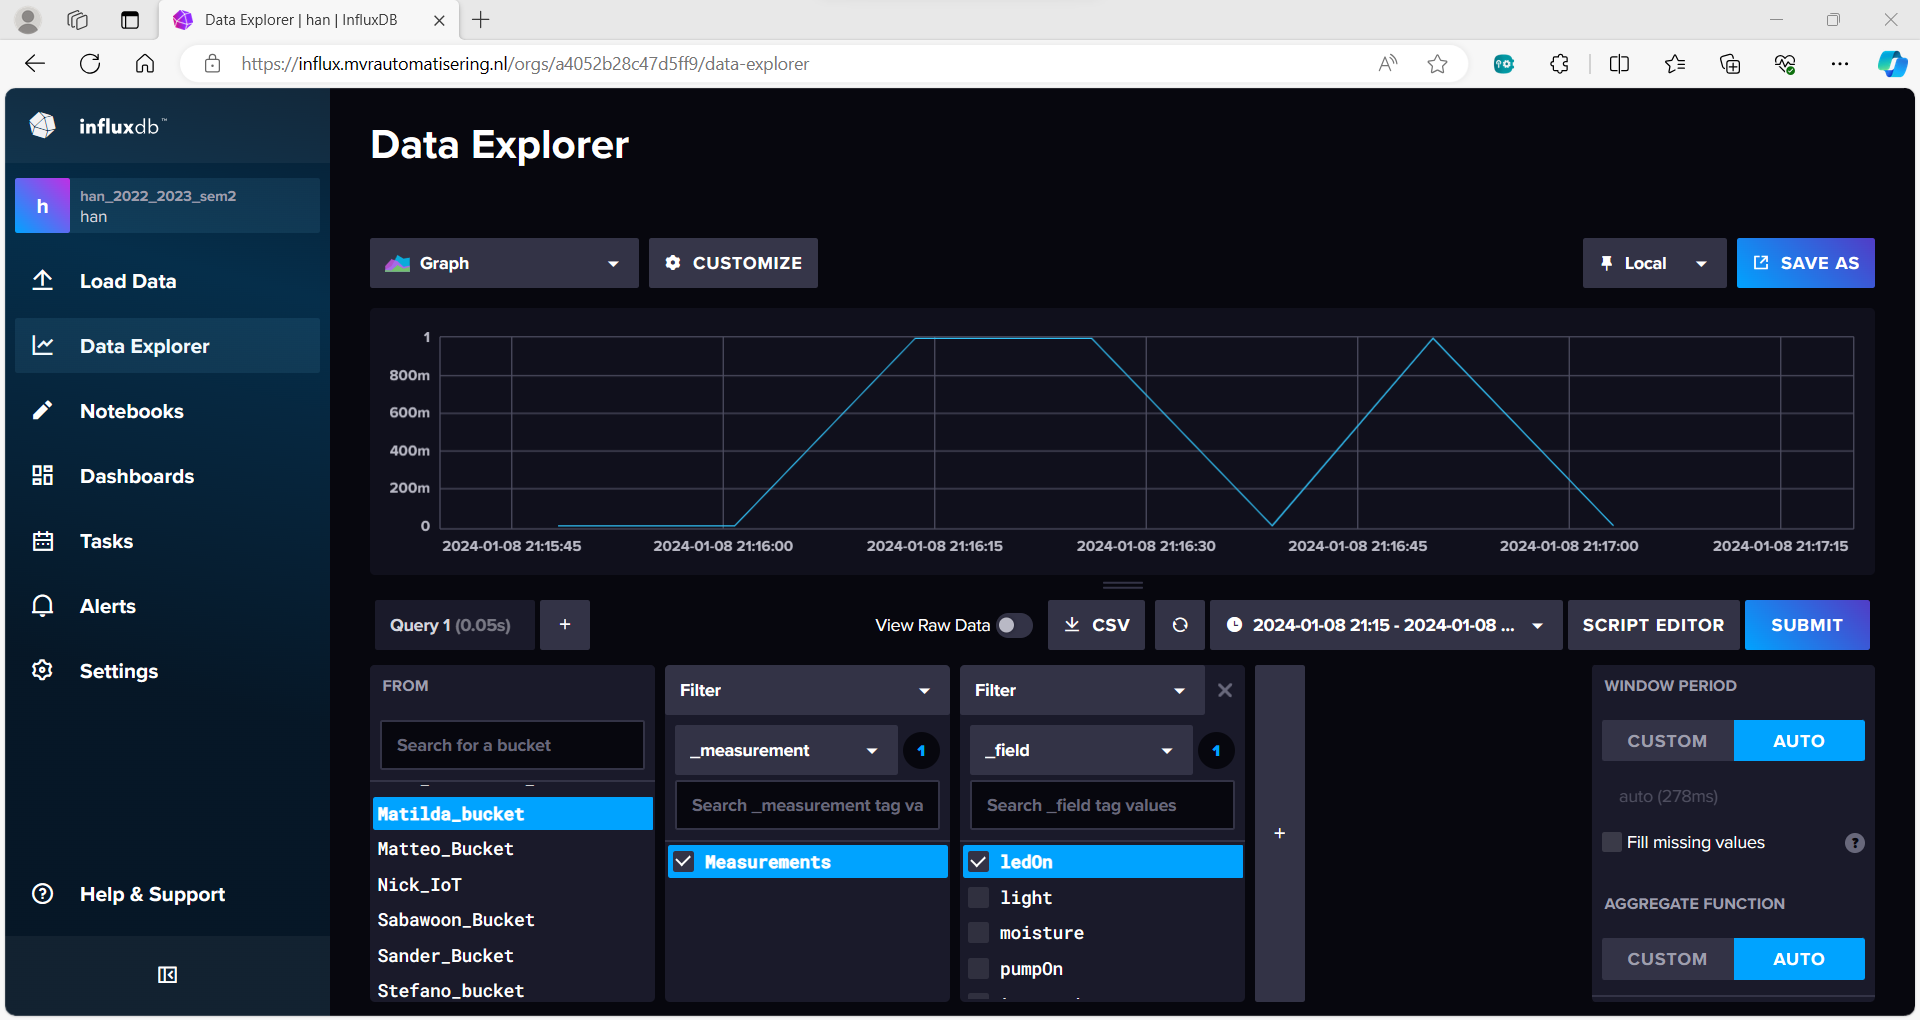 Data Explorer | han | InfluxDB
https://influx.mvrautomatisering.nl/orgs/a4052b28c47d5ff9/data-explorer
influxdb™
h
han_2022_2023_sem2
han
Load Data
Data Explorer
Notebooks
Dashboards
Tasks
Alerts
Settings
Help & Support
Data Explorer
Graph
CUSTOMIZE
Local
SAVE AS
1
800m
600m
400m
200m
0
2024-01-08 21:15:45
2024-01-08 21:16:00
2024-01-08 21:16:15
2024-01-08 21:16:30
2024-01-08 21:16:45
2024-01-08 21:17:00
2024-01-08 21:17:15
Query 1 (0.05s)
+
View Raw Data
CSV
2024-01-08 21:15 - 2024-01-08 ...
SCRIPT EDITOR
SUBMIT
FROM
Search for a bucket
Matilda_bucket
Matteo_Bucket
Nick_IoT
Sabawoon_Bucket
Sander_Bucket
Stefano_bucket
Filter
_measurement
1
Search _measurement tag va
Measurements
Filter
_field
1
Search _field tag values
ledOn
light
moisture
pumpOn
+
WINDOW PERIOD
CUSTOM
AUTO
auto (278ms)
Fill missing values
?
AGGREGATE FUNCTION
CUSTOM
AUTO